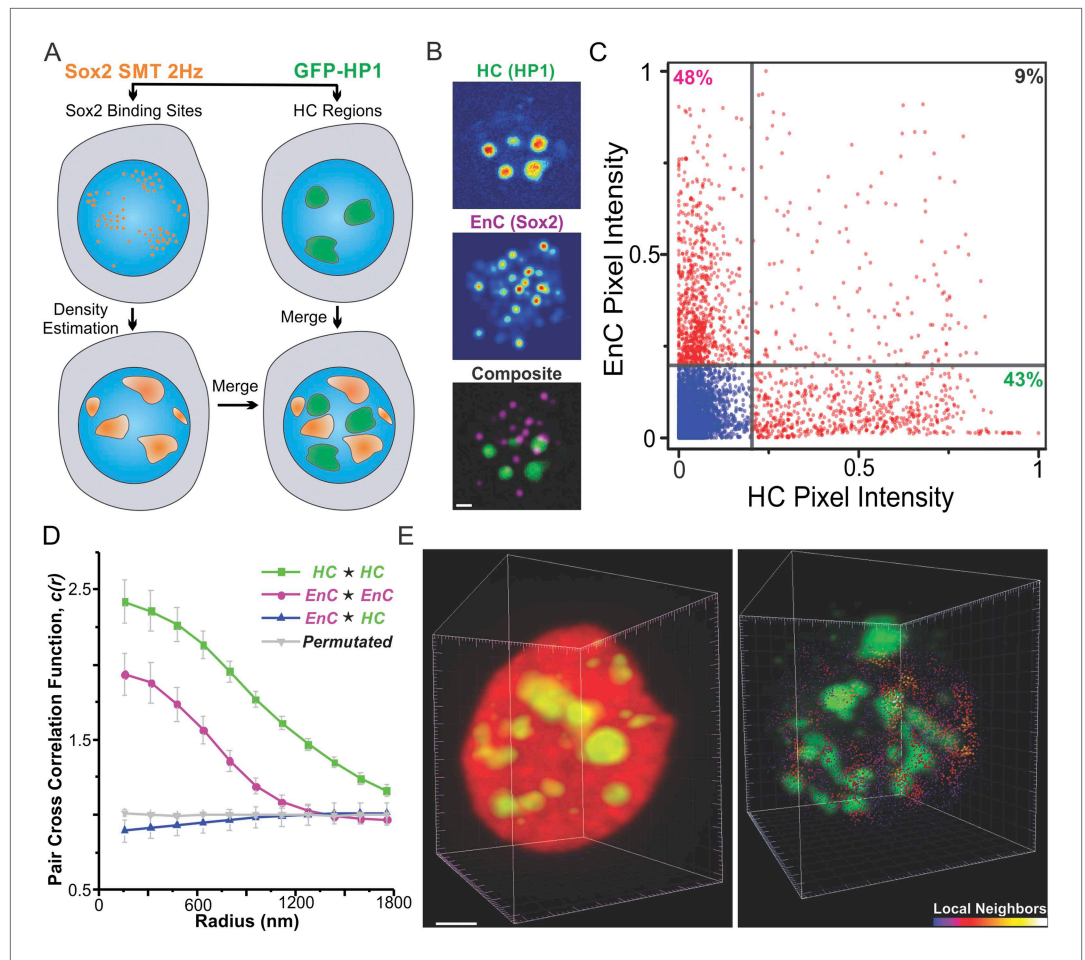 A
Sox2 SMT 2Hz
GFP-HP1
Sox2 Binding Sites
HC Regions
Density
Estimation
Merge
Merge
B
HC (HP1)
EnC (Sox2)
Composite
C
48%
9%
43%
1
0.5
0
EnC Pixel Intensity
0
0.5
1
HC Pixel Intensity
D
HC ★ HC
EnC ★ EnC
EnC ★ HC
Permutated
2.5
1.5
0.5
Pair Cross Correlation Function, c(r)
0
600
1200
1800
Radius (nm)
E
Local Neighbors